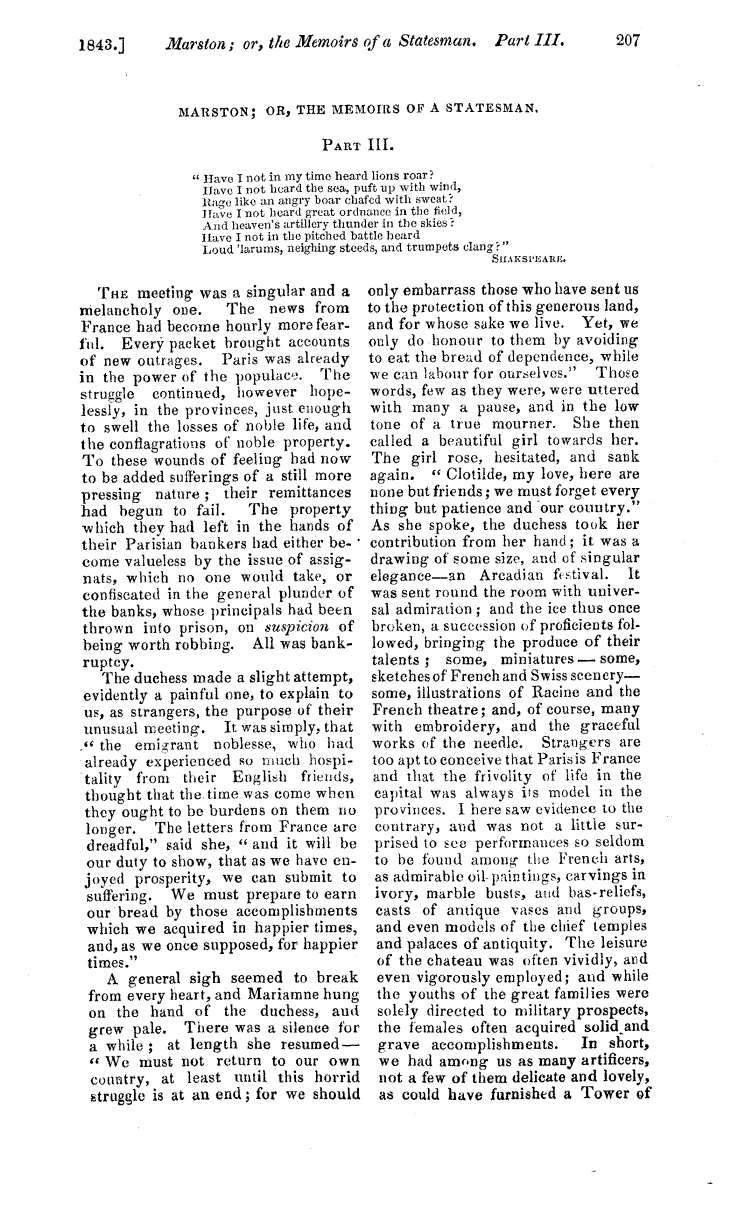 1843.] Marston; or, the Memoirs of a Statesman. Part III. 207
MARSTON; OR, THE MEMOIRS OF A STATESMAN.
PART III.
“ Have I not in my time heard lions roar?
Have I not heard the sea, puft up with wind,
Rage like an angry boar chafed with sweat?
Have I not heard great ordnance in the field,
And heaven's artillery thunder in the skies?
Have I not in the pitched battle heard
Loud 'larums, neighing steeds, and trumpets clang?”
SHAKSPEARE.
THE meeting was a singular and a
melancholy one. The news from
France had become hourly more fear-
ful. Every packet brought accounts
of new outrages. Paris was already
in the power of the populace. The
struggle continued, however hope-
lessly, in the provinces, just enough
to swell the losses of noble life, and
the conflagrations of noble property.
To these wounds of feeling had now
to be added sufferings of a still more
pressing nature; their remittances
had begun to fail. The property
which they had left in the hands of
their Parisian bankers had either be-
come valueless by the issue of assig-
nats, which no one would take, or
confiscated in the general plunder of
the banks, whose principals had been
thrown into prison, on suspicion of
being worth robbing. All was bank-
ruptcy.
The duchess made a slight attempt,
evidently a painful one, to explain to
us, as strangers, the purpose of their
unusual meeting. It was simply, that
“ the emigrant noblesse, who had
already experienced so much hospi-
tality from their English friends,
thought that the time was come when
they ought to be burdens on them no
longer. The letters from France are
dreadful,” said she, “ and it will be
our duty to show, that as we have en-
joyed prosperity, we can submit to
suffering. We must prepare to earn
our bread by those accomplishments
which we acquired in happier times,
and, as we once supposed, for happier
times.”
A general sigh seemed to break
from every heart, and Mariamne hung
on the hand of the duchess, and
grew pale. There was a silence for
a while; at length she resumed—
“ We must not return to our own
country, at least until this horrid
struggle is at an end; for we should
only embarrass those who have sent us
to the protection of this generous land,
and for whose sake we live. Yet, we
only do honour to them by avoiding
to eat the bread of dependence, while
we can labour for ourselves.” Those
words, few as they were, were uttered
with many a pause, and in the low
tone of a true mourner. She then
called a beautiful girl towards her.
The girl rose, hesitated, and sank
again. “ Clotilde, my love, here are
none but friends; we must forget every
thing but patience and our country.”
As she spoke, the duchess took her
contribution from her hand; it was a
drawing of some size, and of singular
elegance—an Arcadian festival. It
was sent round the room with univer-
sal admiration; and the ice thus once
broken, a succession of proficients fol-
lowed, bringing the produce of their
talents; some, miniatures — some,
sketches of French and Swiss scenery—
some, illustrations of Racine and the
French theatre; and, of course, many
with embroidery, and the graceful
works of the needle. Strangers are
too apt to conceive that Paris is France
and that the frivolity of life in the
capital was always its model in the
provinces. I here saw evidence to the
contrary, and was not a little sur-
prised to see performances so seldom
to be found among the French arts,
as admirable oil-paintings, carvings in
ivory, marble busts, and bas-reliefs,
casts of antique vases and groups,
and even models of the chief temples
and palaces of antiquity. The leisure
of the chateau was often vividly, and
even vigorously employed; and while
the youths of the great families were
solely directed to military prospects,
the females often acquired solid and
grave accomplishments. In short,
we had among us as many artificers,
not a few of them delicate and lovely,
as could have furnished a Tower of